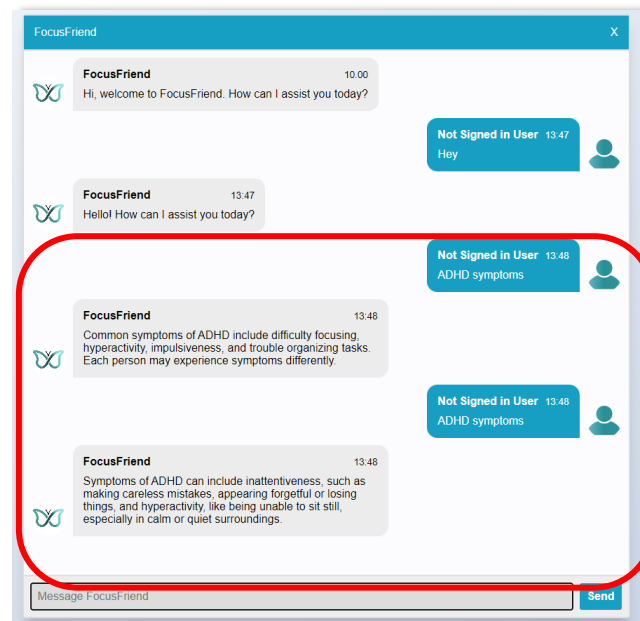 FocusFriend X
FocusFriend 10.00
Hi, welcome to FocusFriend. How can I assist you today?
Not Signed in User 13:47
Hey
FocusFriend 13:47
Hello! How can I assist you today?
Not Signed in User 13:48
ADHD symptoms
FocusFriend 13:48
Common symptoms of ADHD include difficulty focusing,
hyperactivity, impulsiveness, and trouble organizing tasks.
Each person may experience symptoms differently.
Not Signed in User 13:48
ADHD symptoms
FocusFriend 13:48
Symptoms of ADHD can include inattentiveness, such as
making careless mistakes, appearing forgetful or losing
things, and hyperactivity, like being unable to sit still,
especially in calm or quiet surroundings.
Message FocusFriend Send